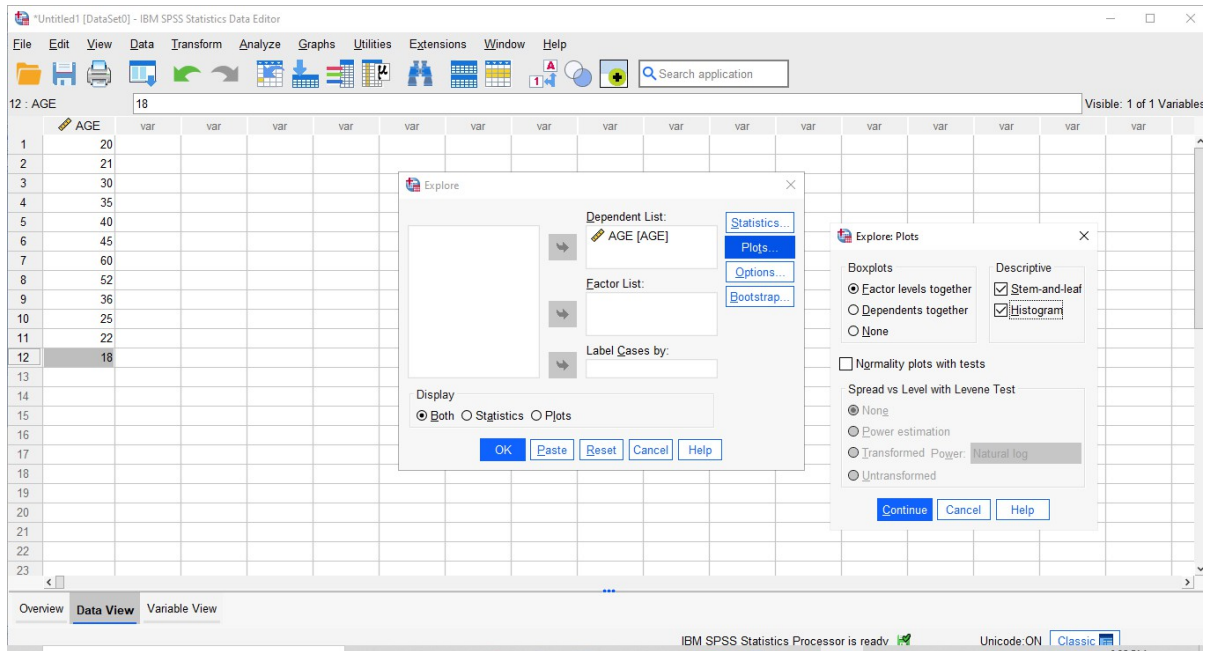 *Untitled1 [DataSet0] - IBM SPSS Statistics Data Editor
File Edit View Data Transform Analyze Graphs Utilities Extensions Window Help
Search application
12 : AGE 18 Visible: 1 of 1 Variables
AGE var var var var var var var var var var var var var var var var
1 20
2 21
3 30
4 35
5 40
6 45
7 60
8 52
9 36
10 25
11 22
12 18
13
14
15
16
17
18
19
20
21
22
23
Explore
Dependent List:
AGE [AGE]
Factor List:
Label Cases by:
Statistics...
Plots...
Options...
Bootstrap...
Display
Both Statistics Plots
OK Paste Reset Cancel Help
Explore: Plots
Boxplots
Factor levels together
Dependents together
None
Descriptive
Stem-and-leaf
Histogram
Normality plots with tests
Spread vs Level with Levene Test
None
Power estimation
Transformed Power: Natural log
Untransformed
Continue Cancel Help
Overview Data View Variable View
IBM SPSS Statistics Processor is ready Unicode:ON Classic